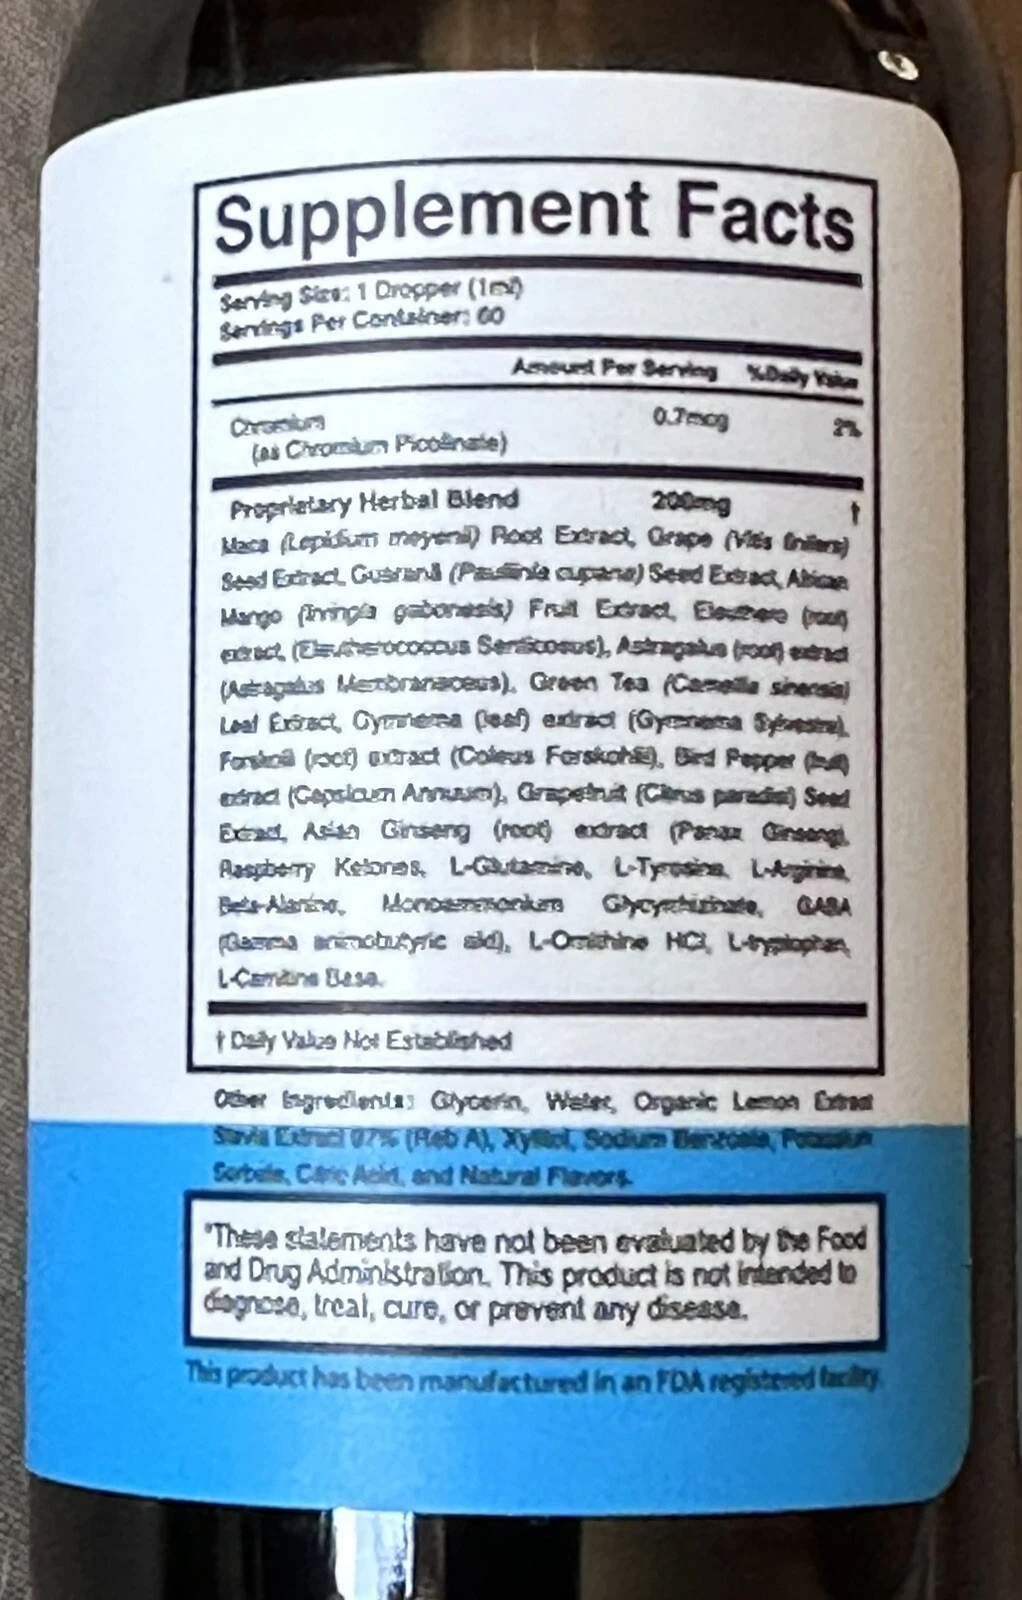 Supplement Facts
Serving Size: 1 Dropper (1ml)
Servings Per Container: 60
Amount Per Serving %Daily Value
Chromium 0.7mcg 2%
(as Chromium Picolinate)
Proprietary Herbal Blend 200mg †
Maca (Lepidium meyenii) Root Extract, Grape (Vitis
Seed Extract, Guaraná (Paullinia cupana) Seed Extract, African
Mango (Irvingia gabonesis) Fruit Extract, Eleuthero (root)
extract, (Eleutherococcus Senticosus), Astragalus (root) extract
(Astragalus Membranaceus), Green Tea (Camellia sinensis)
Leaf Extract, Gymnema (leaf) extract (Gymnema Sylvestre),
Forskolii (root) extract (Coleus Forskohlii), Bird Pepper (fruit)
extract (Capsicum Annuum), Grapefruit (Citrus paradisi) Seed
Extract, Asian Ginseng (root) extract (Panax Ginseng),
Raspberry Ketones, L-Glutamine, L-Tyrosine, L-Arginine,
Beta-Alanine, Monoammonium Glycyrrhizinate, GABA
(Gamma aminobutyric aid), L-Ornithine HCl, L-tryptophan,
L-Carnitine Base.
† Daily Value Not Established
Other Ingredients: Glycerin, Water, Organic Lemon Extract
Stevia Extract 97% (Reb A), Xylitol, Sodium Benzoate, Potassium
Sorbate, Citric Acid, and Natural Flavors.
*These statements have not been evaluated by the Food
and Drug Administration. This product is not intended to
diagnose, treat, cure, or prevent any disease.
This product has been manufactured in an FDA registered facility